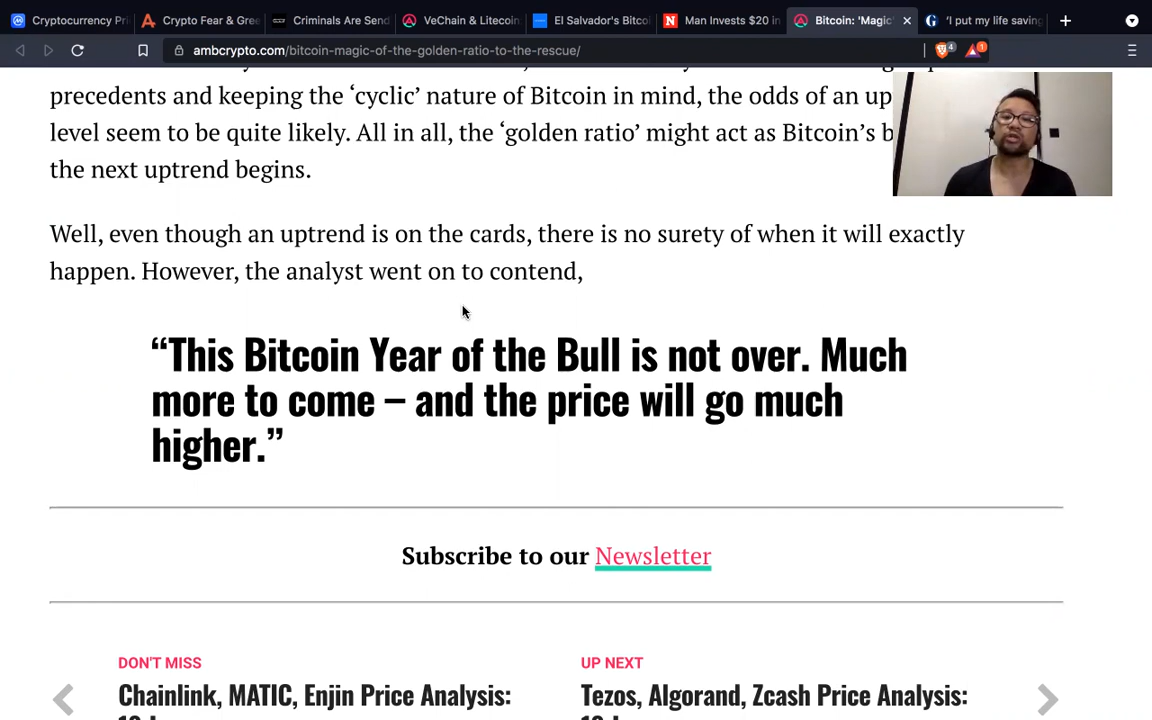 Cryptocurrency Pri
Crypto Fear & Gre
Criminals Are Send
VeChain & Litecoin
El Salvador's Bitco
Man Invests $20 in
Bitcoin: 'Magic'
'I put my life saving
ambcrypto.com/bitcoin-magic-of-the-golden-ratio-to-the-rescue/
4
1
precedents and keeping the ‘cyclic’ nature of Bitcoin in mind, the odds of an up
level seem to be quite likely. All in all, the ‘golden ratio’ might act as Bitcoin’s b
the next uptrend begins.
Well, even though an uptrend is on the cards, there is no surety of when it will exactly
happen. However, the analyst went on to contend,
“This Bitcoin Year of the Bull is not over. Much
more to come – and the price will go much
higher.”
Subscribe to our Newsletter
DON'T MISS
UP NEXT
Chainlink, MATIC, Enjin Price Analysis:
Tezos, Algorand, Zcash Price Analysis: